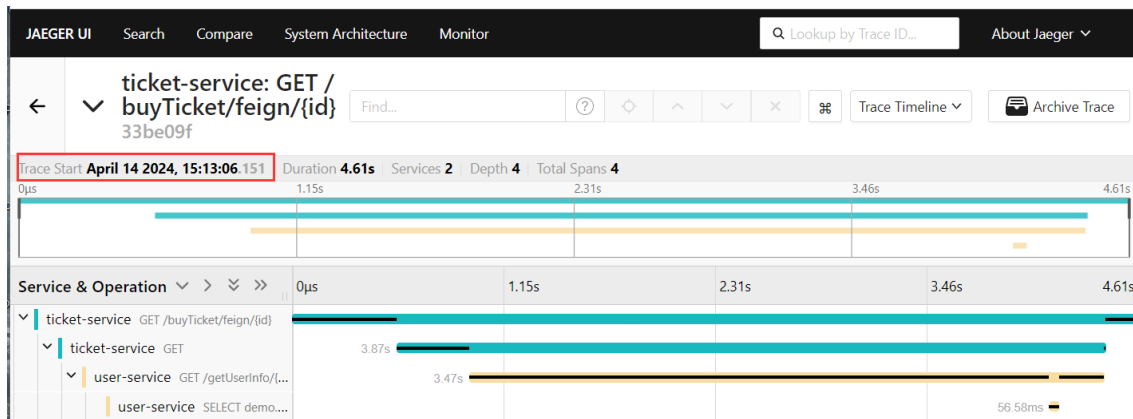 JAEGER UI Search Compare System Architecture Monitor Lookup by Trace ID... About Jaeger
ticket-service: GET /
buyTicket/feign/{id}
33be09f
Find... Trace Timeline Archive Trace
Trace Start April 14 2024, 15:13:06.151 Duration 4.61s Services 2 Depth 4 Total Spans 4
0μs 1.15s 2.31s 3.46s 4.61s
Service & Operation 0μs 1.15s 2.31s 3.46s 4.61s
ticket-service GET /buyTicket/feign/{id}
ticket-service GET 3.87s
user-service GET /getUserInfo/{... 3.47s
user-service SELECT demo.... 56.58ms